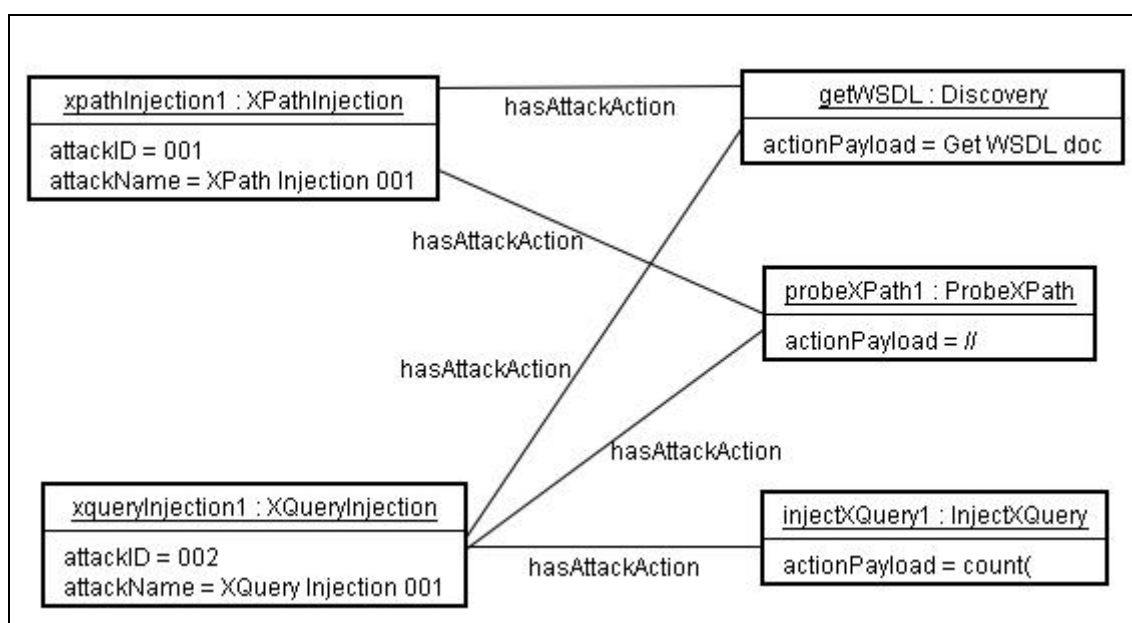 xpathInjection1 : XPathInjection
attackID = 001
attackName = XPath Injection 001
hasAttackAction
getWSDL : Discovery
actionPayload = Get WSDL doc
hasAttackAction
probeXPath1 : ProbeXPath
actionPayload = //
hasAttackAction
hasAttackAction
xqueryInjection1 : XQueryInjection
attackID = 002
attackName = XQuery Injection 001
hasAttackAction
injectXQuery1 : InjectXQuery
actionPayload = count(